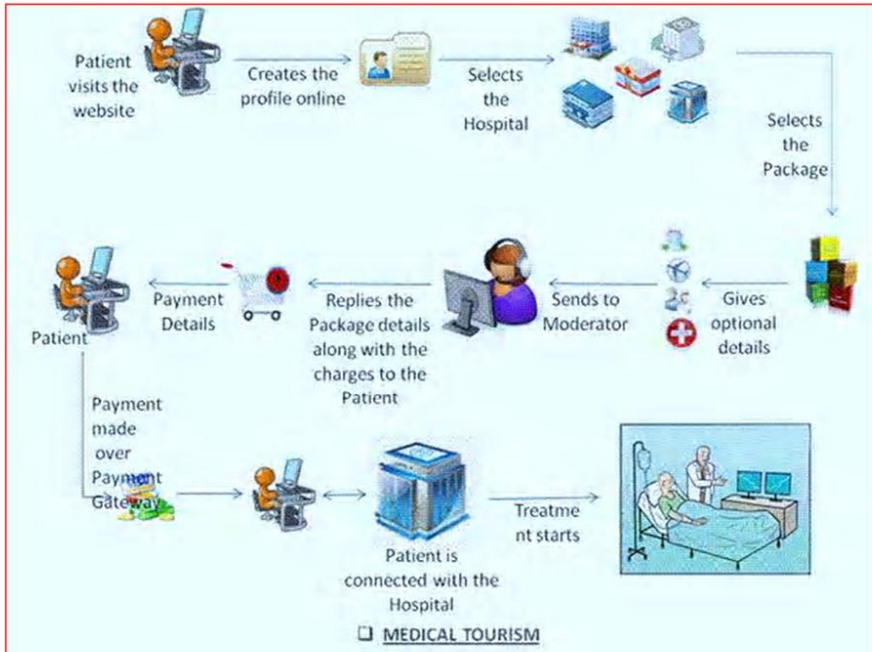 Patient
visits the
website
Creates the
profile online
Selects
the
Hospital
Selects
the
Package
Gives
optional
details
Sends to
Moderator
Replies the
Package details
along with the
charges to the
Patient
Payment
Details
Patient
Payment
made
over
Payment
Gateway
Patient is
connected with the
Hospital
Treatme
nt starts
MEDICAL TOURISM